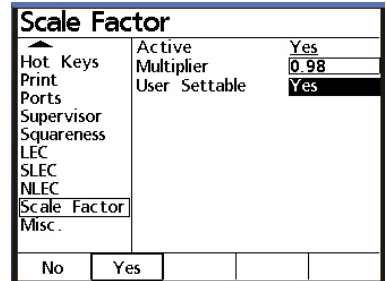 Scale Factor
Hot Keys
Print
Ports
Supervisor
Squareness
LEC
SLEC
NLEC
Scale Factor
Misc.
Active Yes
Multiplier 0.98
User Settable Yes
No Yes